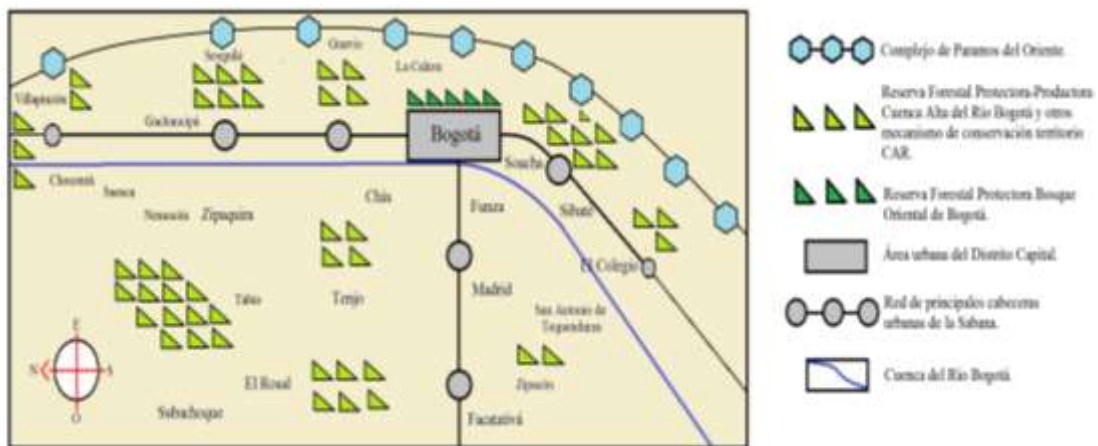 Sesquilé
Guasca
La Calera
Villapinzón
Gachancipá
Bogotá
Soacha
Chocontá
Suesca
Nemocón
Zipaquirá
Chía
Funza
Sibaté
El Colegio
Tabio
Tenjo
Madrid
San Antonio de
Tequendama
El Rosal
Zipacón
Subachoque
Facatativá
E
N
S
O
Complejo de Paramos del Oriente.
Reserva Forestal Protectora-Productora
Cuenca Alta del Río Bogotá y otros
mecanismo de conservación territorio
CAR.
Reserva Forestal Protectora Bosque
Oriental de Bogotá.
Área urbana del Distrito Capital.
Red de principales cabeceras
urbanas de la Sabana.
Cuenca del Río Bogotá.